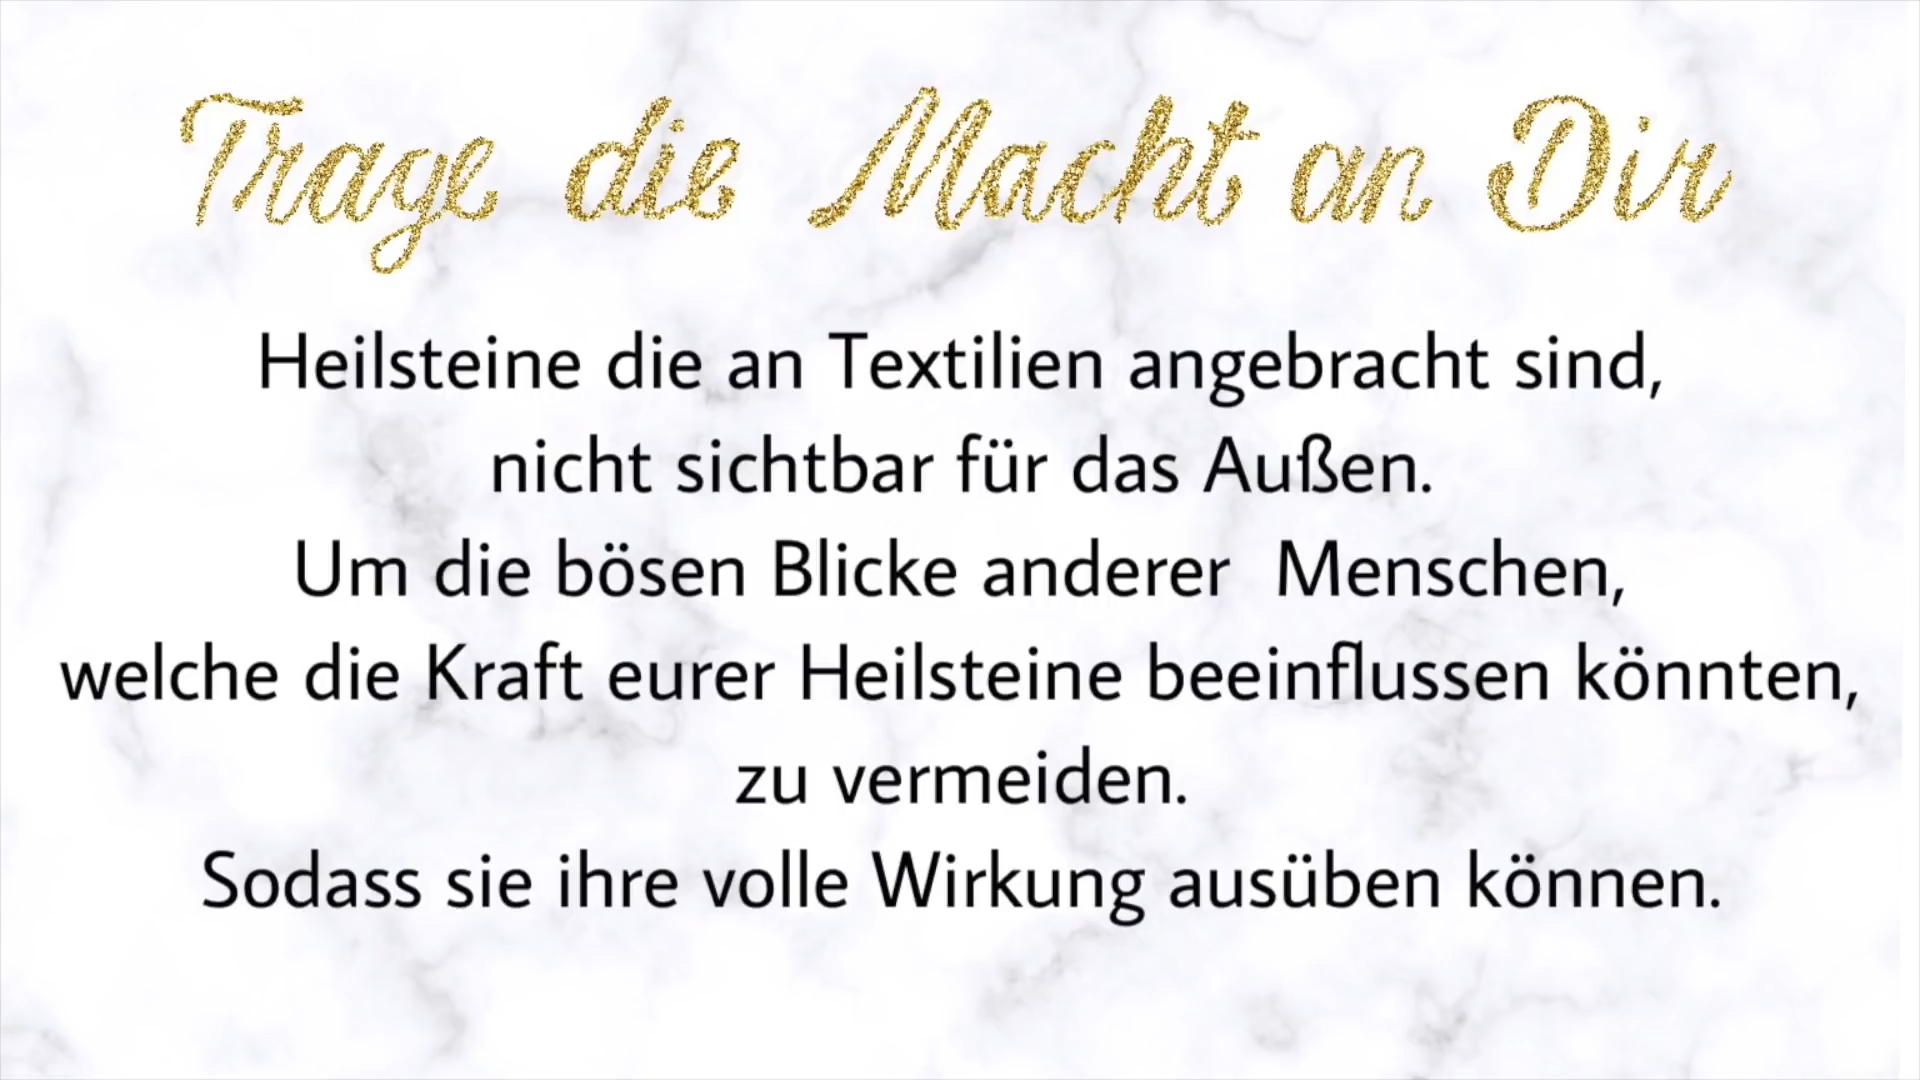 Trage die Macht an Dir
Heilsteine die an Textilien angebracht sind,
nicht sichtbar für das Außen.
Um die bösen Blicke anderer Menschen,
welche die Kraft eurer Heilsteine beeinflussen könnten,
zu vermeiden.
Sodass sie ihre volle Wirkung ausüben können.